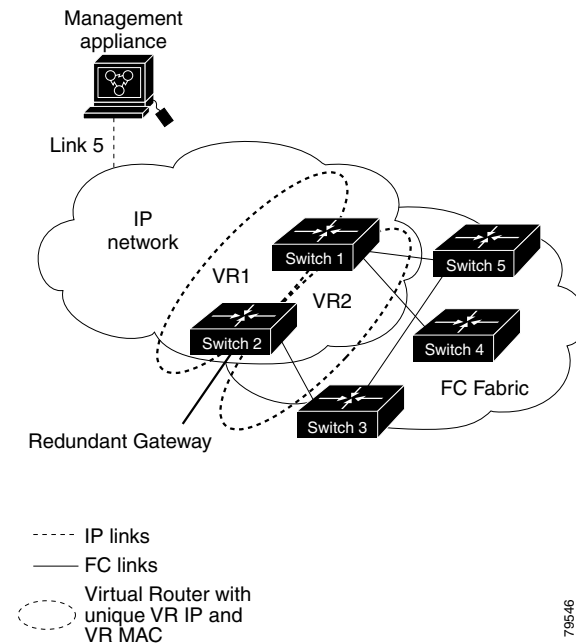 Management
appliance
Link 5
IP
network
Switch 1
Switch 5
VR1
VR2
Switch 2
Switch 4
FC Fabric
Switch 3
Redundant Gateway
IP links
FC links
Virtual Router with
unique VR IP and
VR MAC
79546